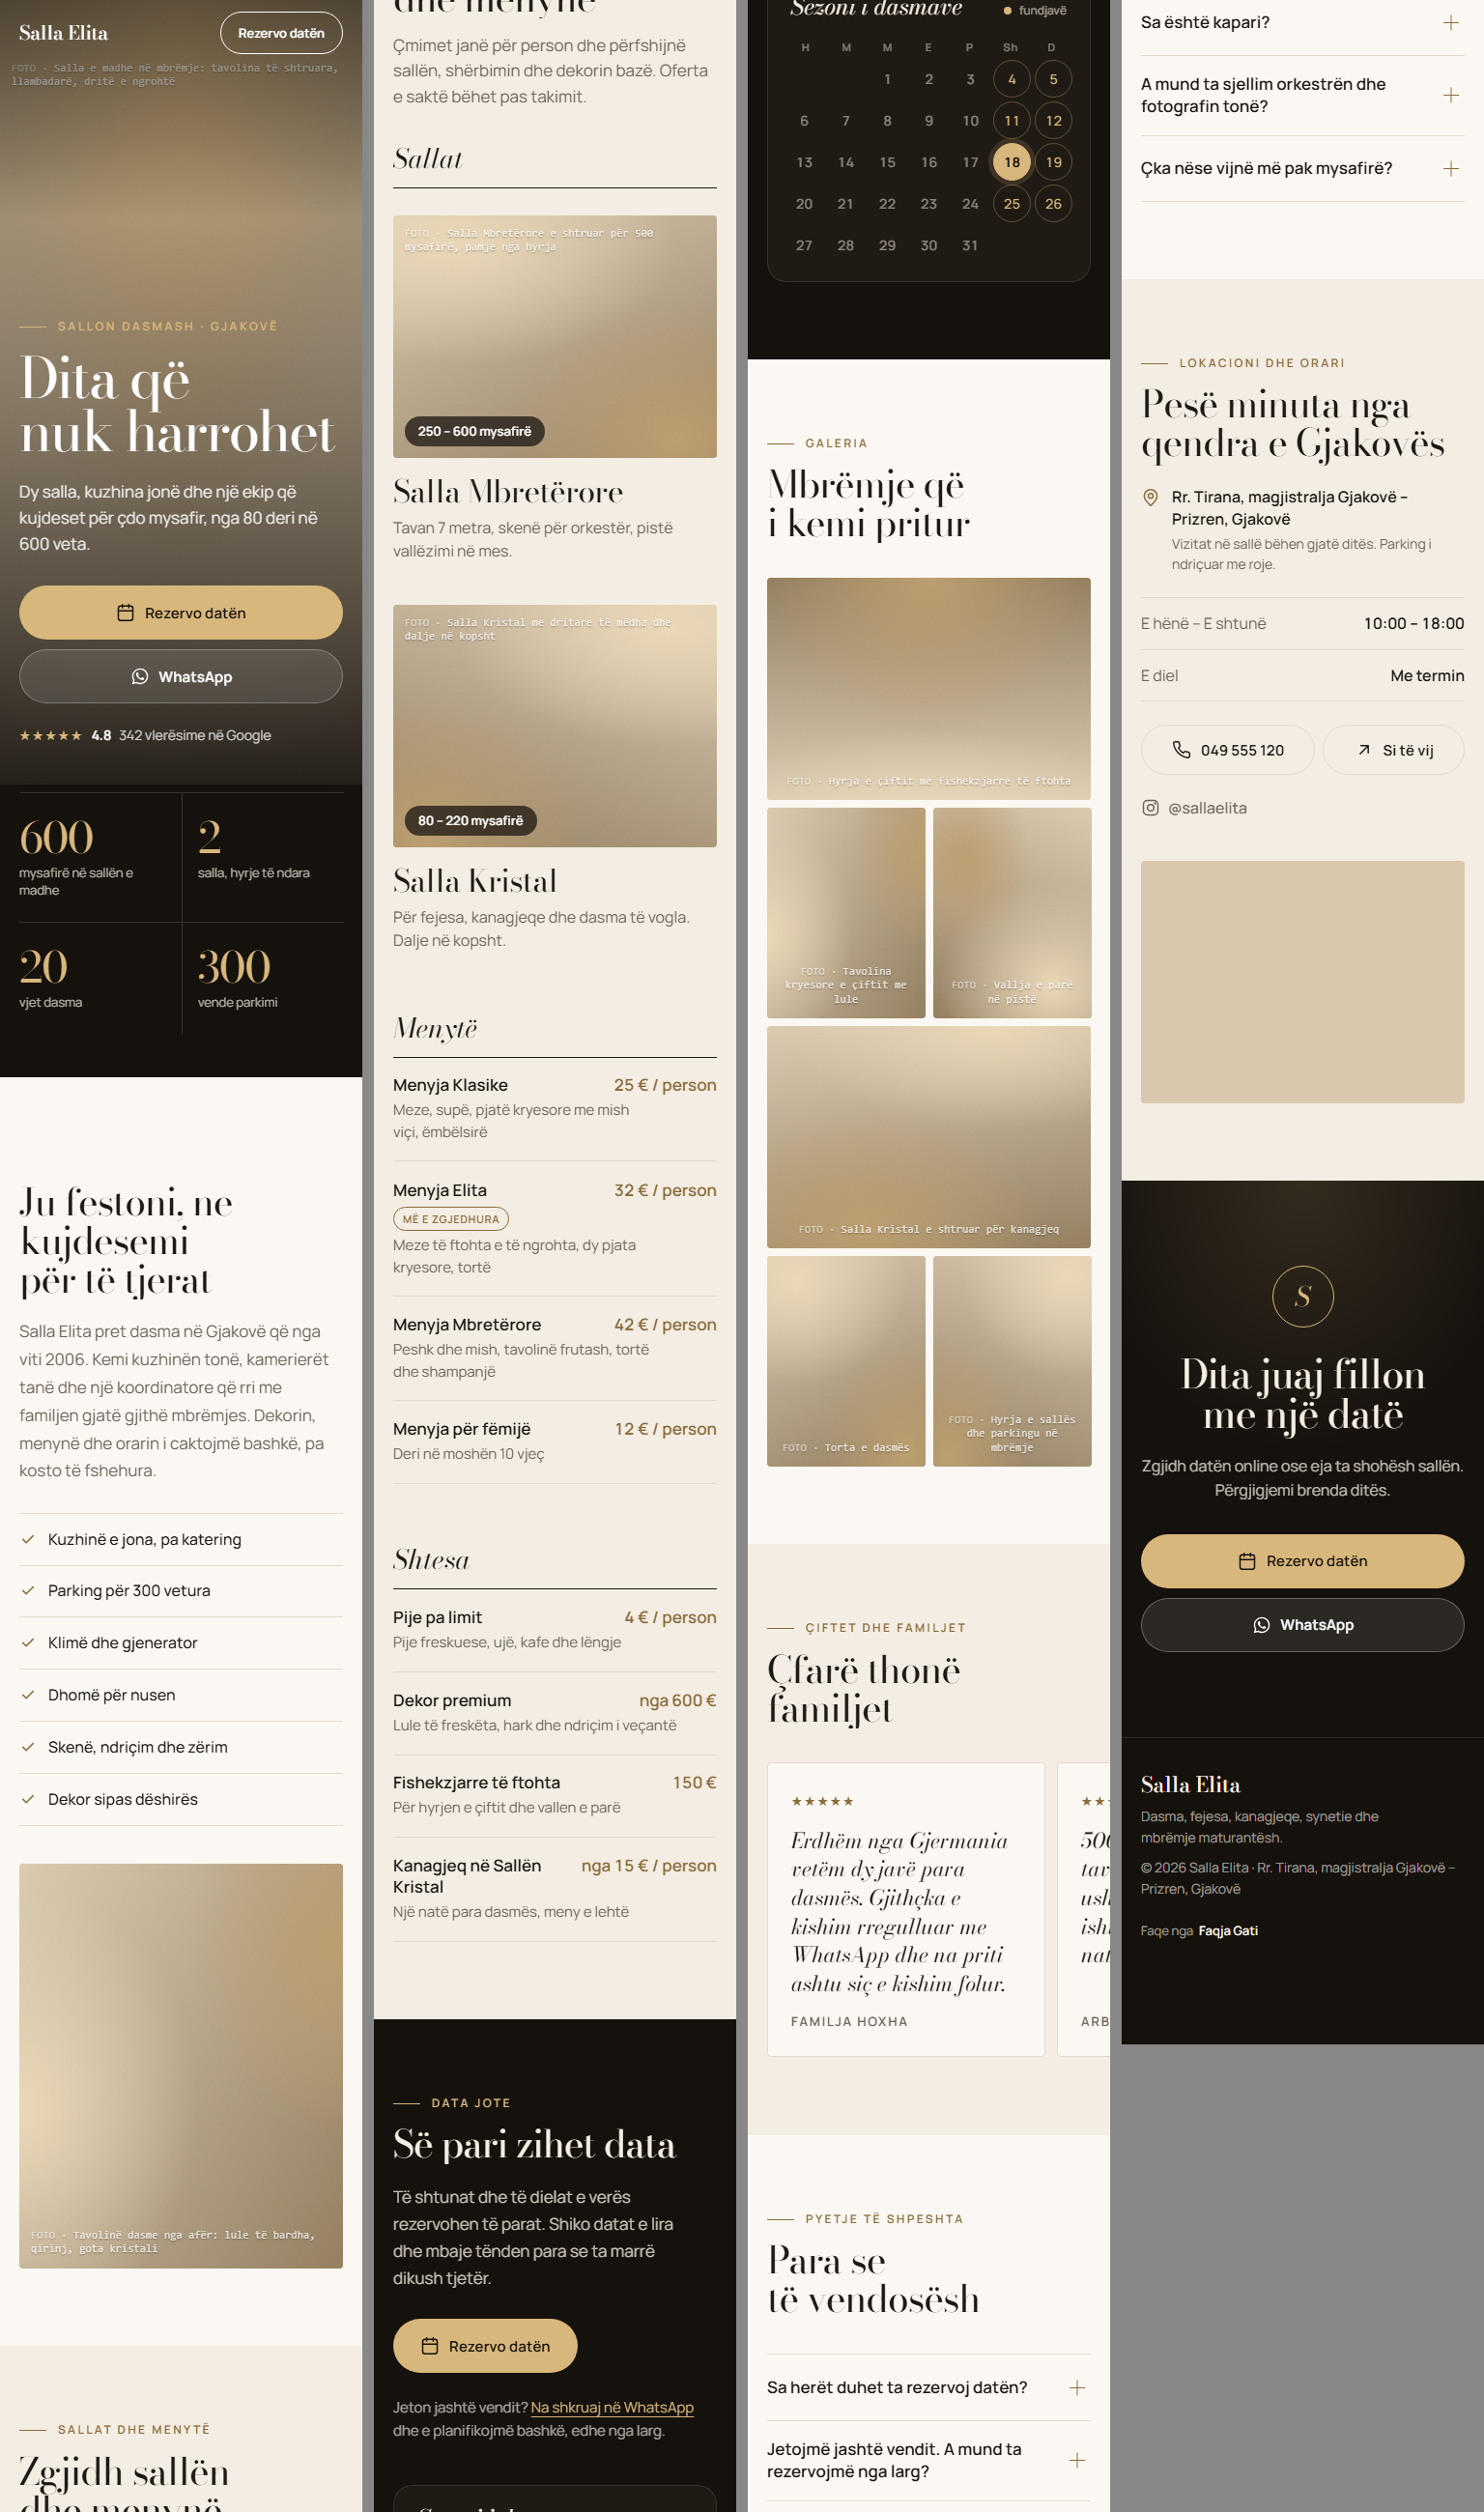 Salla Elita
Rezervo datën
FOTO · Salla e madhe në mbrëmje: tavolina të shtruara,
llambadarë, dritë e ngrohtë
SALLON DASMASH · GJAKOVË
Dita që
nuk harrohet
Dy salla, kuzhina jonë dhe një ekip që
kujdeset për çdo mysafir, nga 80 deri në
600 veta.
Rezervo datën
WhatsApp
★★★★★ 4.8 342 vlerësime në Google
600
mysafirë në sallën e
madhe
2
salla, hyrje të ndara
20
vjet dasma
300
vende parkimi
Ju festoni, ne
kujdesemi
për të tjerat
Salla Elita pret dasma në Gjakovë që nga
viti 2006. Kemi kuzhinën tonë, kamerierët
tanë dhe një koordinatore që rri me
familjen gjatë gjithë mbrëmjes. Dekorin,
menynë dhe orarin i caktojmë bashkë, pa
kosto të fshehura.
Kuzhinë e jona, pa katering
Parking për 300 vetura
Klimë dhe gjenerator
Dhomë për nusen
Skenë, ndriçim dhe zërim
Dekor sipas dëshirës
FOTO · Tavolinë dasme nga afër: lule të bardha,
qirinj, gota kristali
SALLAT DHE MENYTË
Zgjidh sallën
dhe menynë
dhe menynë
Çmimet janë për person dhe përfshijnë
sallën, shërbimin dhe dekorin bazë. Oferta
e saktë bëhet pas takimit.
Sallat
FOTO · Salla Mbretërore e shtruar për 500
mysafirë, pamje nga hyrja
250 – 600 mysafirë
Salla Mbretërore
Tavan 7 metra, skenë për orkestër, pistë
vallëzimi në mes.
FOTO · Salla Kristal me dritare të mëdha dhe
dalje në kopsht
80 – 220 mysafirë
Salla Kristal
Për fejesa, kanagjeqe dhe dasma të vogla.
Dalje në kopsht.
Menytë
Menyja Klasike 25 € / person
Meze, supë, pjatë kryesore me mish
viçi, ëmbëlsirë
Menyja Elita 32 € / person
MË E ZGJEDHURA
Meze të ftohta e të ngrohta, dy pjata
kryesore, tortë
Menyja Mbretërore 42 € / person
Peshk dhe mish, tavolinë frutash, tortë
dhe shampanjë
Menyja për fëmijë 12 € / person
Deri në moshën 10 vjeç
Shtesa
Pije pa limit 4 € / person
Pije freskuese, ujë, kafe dhe lëngje
Dekor premium nga 600 €
Lule të freskëta, hark dhe ndriçim i veçantë
Fishekzjarre të ftohta 150 €
Për hyrjen e çiftit dhe vallen e parë
Kanagjeq në Sallën nga 15 € / person
Kristal
Një natë para dasmës, meny e lehtë
DATA JOTE
Së pari zihet data
Të shtunat dhe të dielat e verës
rezervohen të parat. Shiko datat e lira
dhe mbaje tënden para se ta marrë
dikush tjetër.
Rezervo datën
Jeton jashtë vendit? Na shkruaj në WhatsApp
dhe e planifikojmë bashkë, edhe nga larg.
Sezoni i dasmave
fundjavë
H M M E P Sh D
1 2 3 4 5
6 7 8 9 10 11 12
13 14 15 16 17 18 19
20 21 22 23 24 25 26
27 28 29 30 31
GALERIA
Mbrëmje që
i kemi pritur
FOTO · Hyrja e çiftit me fishekzjarre të ftohta
FOTO · Tavolina
kryesore e çiftit me
lule
FOTO · Vallja e parë
në pistë
FOTO · Salla Kristal e shtruar për kanagjeq
FOTO · Torta e dasmës
FOTO · Hyrja e sallës
dhe parkingu në
mbrëmje
ÇIFTET DHE FAMILJET
Çfarë thonë
familjet
★★★★★
Erdhëm nga Gjermania
vetëm dy javë para
dasmës. Gjithçka e
kishim rregulluar me
WhatsApp dhe na priti
ashtu siç e kishim folur.
FAMILJA HOXHA
PYETJE TË SHPESHTA
Para se
të vendosësh
Sa herët duhet ta rezervoj datën?
Jetojmë jashtë vendit. A mund ta
rezervojmë nga larg?
Sa është kapari?
A mund ta sjellim orkestrën dhe
fotografin tonë?
Çka nëse vijnë më pak mysafirë?
LOKACIONI DHE ORARI
Pesë minuta nga
qendra e Gjakovës
Rr. Tirana, magjistralja Gjakovë –
Prizren, Gjakovë
Vizitat në sallë bëhen gjatë ditës. Parking i
ndriçuar me roje.
E hënë – E shtunë 10:00 – 18:00
E diel Me termin
049 555 120
Si të vij
@sallaelita
S
Dita juaj fillon
me një datë
Zgjidh datën online ose eja ta shohësh sallën.
Përgjigjemi brenda ditës.
Rezervo datën
WhatsApp
Salla Elita
Dasma, fejesa, kanagjeqe, synetie dhe
mbrëmje maturantësh.
© 2026 Salla Elita · Rr. Tirana, magjistralja Gjakovë –
Prizren, Gjakovë
Faqe nga Faqja Gati